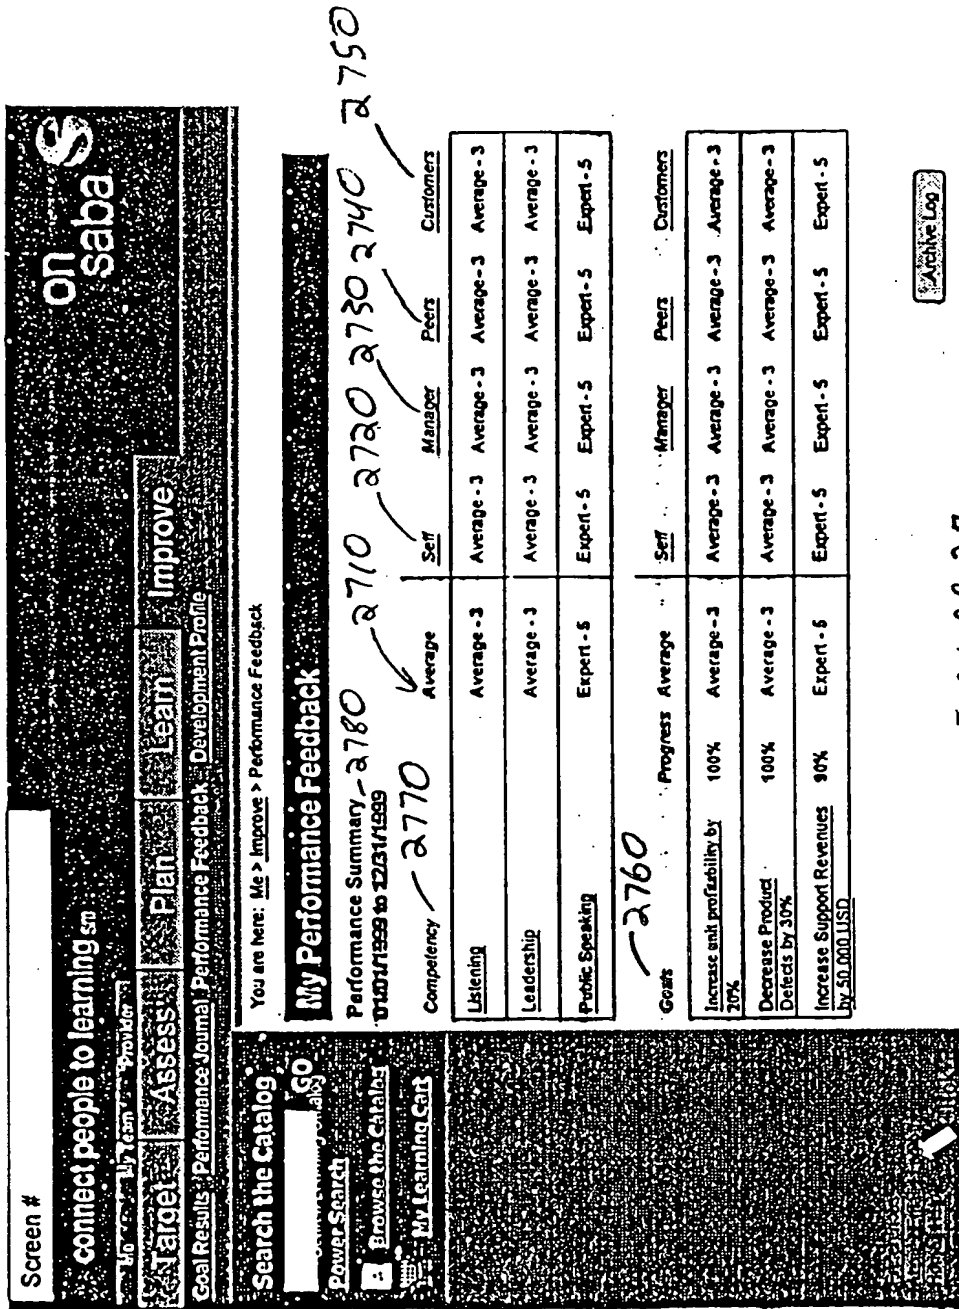 Screen #
on
saba
connect people to learning sm
My Team Provider
Target Assess Plan Learn Improve
Goal Results Performance Journal Performance Feedback Development Profile
Search the Catalog
GO
Power Search
Browse the Catalog
My Learning Cart
You are here: Me > Improve > Performance Feedback
My Performance Feedback
Performance Summary 2780 2710 2720 2730 2740 2750
01/01/1999 to 12/31/1999
Competency 2770 Average Self Manager Peers Customers
Listening Average - 3 Average - 3 Average - 3 Average - 3 Average - 3
Leadership Average - 3 Average - 3 Average - 3 Average - 3 Average - 3
Public Speaking Expert - 5 Expert - 5 Expert - 5 Expert - 5 Expert - 5
2760
Goals Progress Average Self Manager Peers Customers
Increase unit profitability by 100% Average - 3 Average - 3 Average - 3 Average - 3 Average - 3
20%
Decrease Product 100% Average - 3 Average - 3 Average - 3 Average - 3 Average - 3
Defects by 30%
Increase Support Revenues 90% Expert - 5 Expert - 5 Expert - 5 Expert - 5 Expert - 5
by 50,000 USD
Archive Log